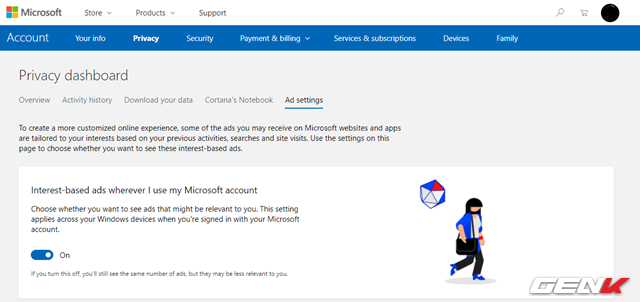 Microsoft Store Products Support
Account Your info Privacy Security Payment & billing Services & subscriptions Devices Family
Privacy dashboard
Overview Activity history Download your data Cortana's Notebook Ad settings
To create a more customized online experience, some of the ads you may receive on Microsoft websites and apps
are tailored to your interests based on your previous activities, searches and site visits. Use the settings on this
page to choose whether you want to see these interest-based ads.
Interest-based ads wherever I use my Microsoft account
Choose whether you want to see ads that might be relevant to you. This setting
applies across your Windows devices when you're signed in with your Microsoft
account.
On
If you turn this off, you'll still see the same number of ads, but they may be less relevant to you.
GENK